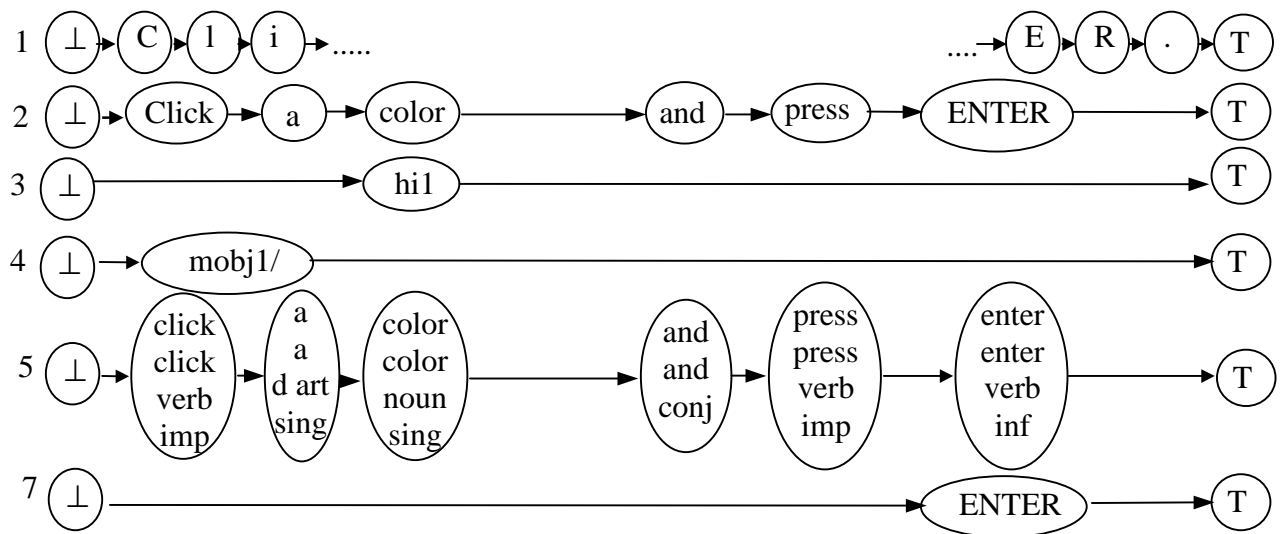 1 ⊥ C l i ..... .... E R . T
2 ⊥ Click a color and press ENTER T
3 ⊥ hi1 T
4 ⊥ mobj1/ T
click a color and press enter
click a color and press enter
5 ⊥ verb d art noun conj verb verb T
imp sing sing imp inf
7 ⊥ ENTER T